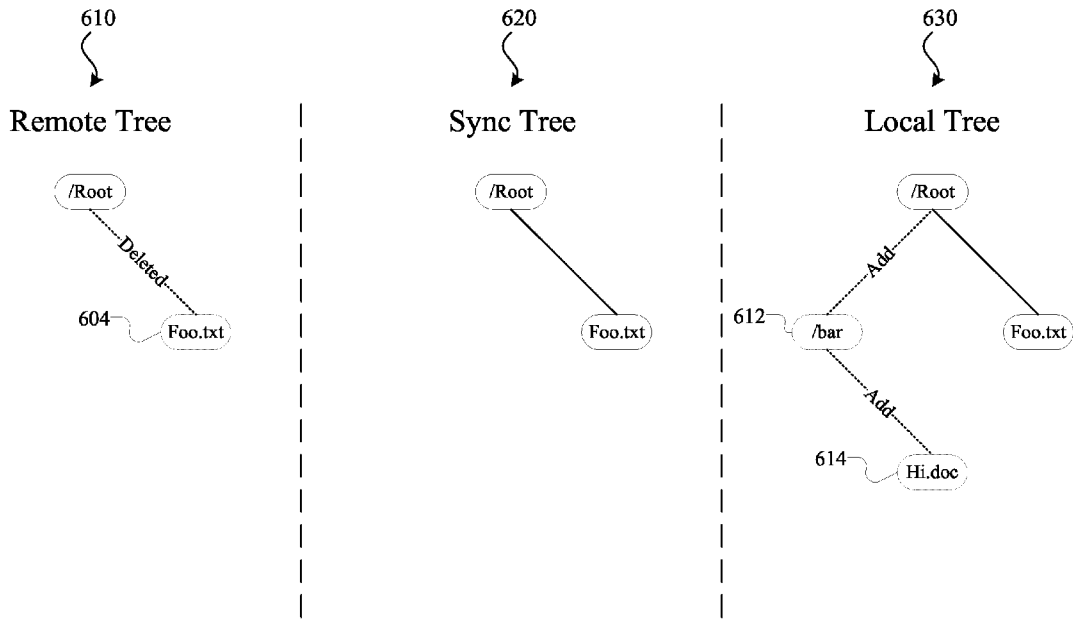 610
620
630
Remote Tree
Sync Tree
Local Tree
/Root
/Root
/Root
Deleted
Add
604
Foo.txt
Foo.txt
612
/bar
Foo.txt
Add
614
Hi.doc